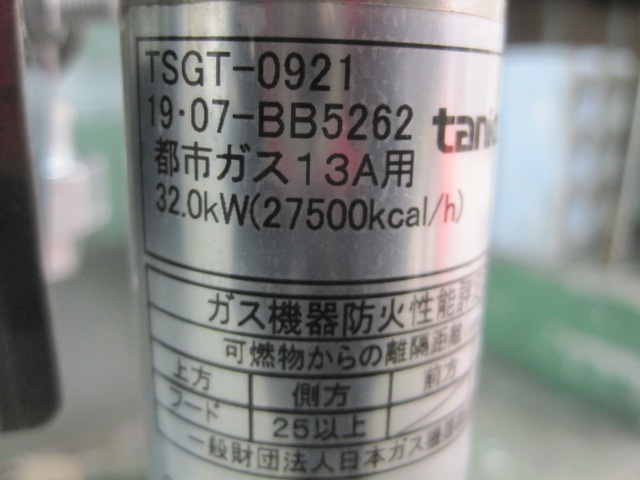 TSGT-0921
19・07-BB5262
都市ガス13A用
32.0kW(27500kcal/h)
ガス機器防火性能評
可燃物からの離隔距離
上方 側方 前方
フード 25以上
一般財団法人日本ガス機器